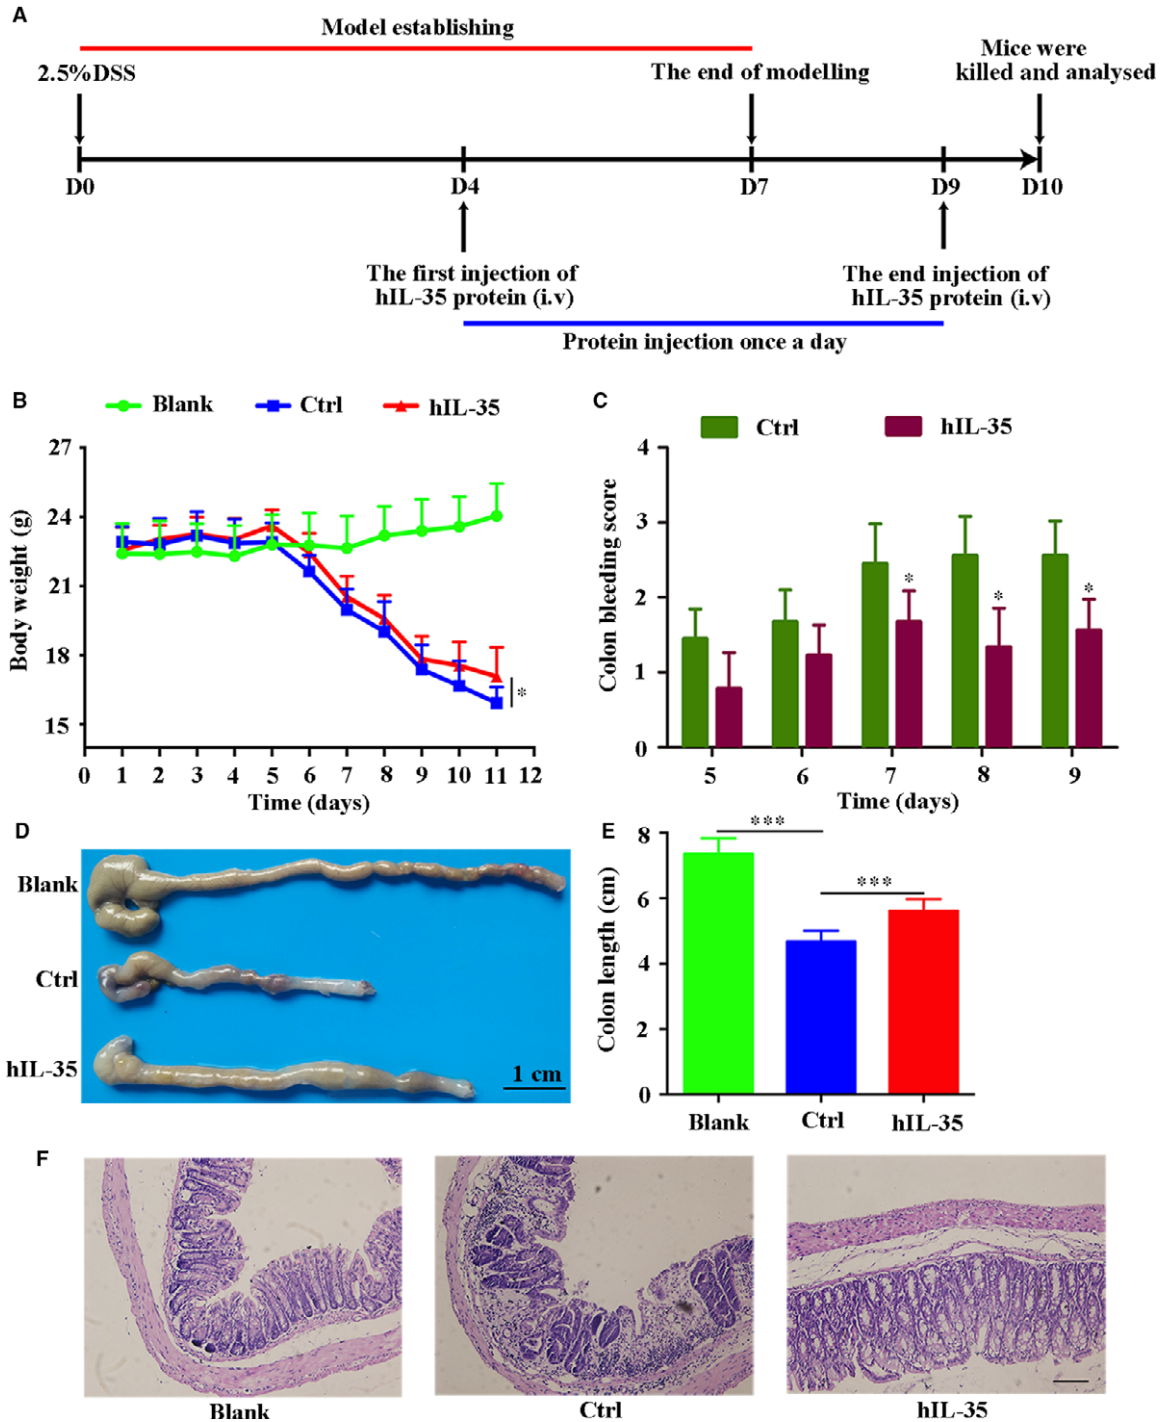 A
Model establishing
2.5%DSS
The end of modelling
Mice were
killed and analysed
D0
D4
D7
D9
D10
The first injection of
hIL-35 protein (i.v)
The end injection of
hIL-35 protein (i.v)
Protein injection once a day
B
Blank
Ctrl
hIL-35
Body weight (g)
27
24
21
18
15
*
0 1 2 3 4 5 6 7 8 9 10 11 12
Time (days)
C
Ctrl
hIL-35
Colon bleeding score
4
3
2
1
0
* * *
5 6 7 8 9
Time (days)
D
Blank
Ctrl
hIL-35
1 cm
E
Colon length (cm)
8
6
4
2
0
***
***
Blank
Ctrl
hIL-35
F
Blank
Ctrl
hIL-35